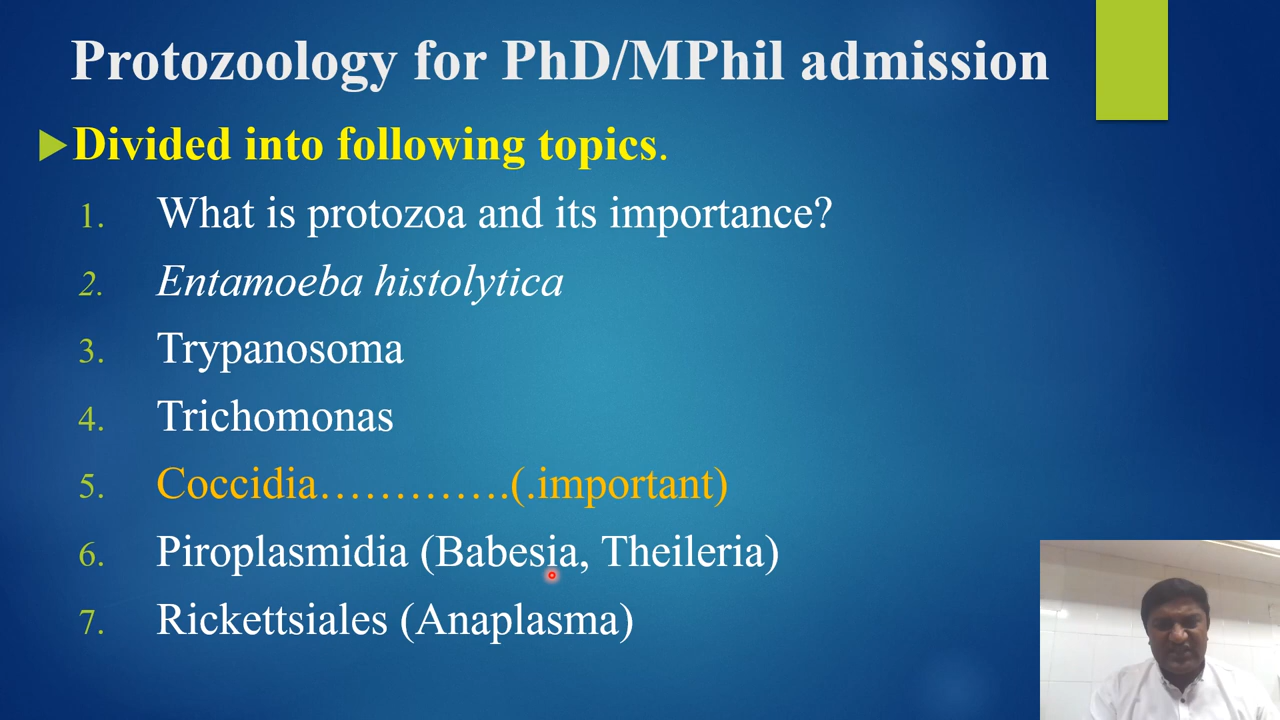 Protozoology for PhD/MPhil admission
Divided into following topics.
1. What is protozoa and its importance?
2. Entamoeba histolytica
3. Trypanosoma
4. Trichomonas
5. Coccidia………….(.important)
6. Piroplasmidia (Babesia, Theileria)
7. Rickettsiales (Anaplasma)